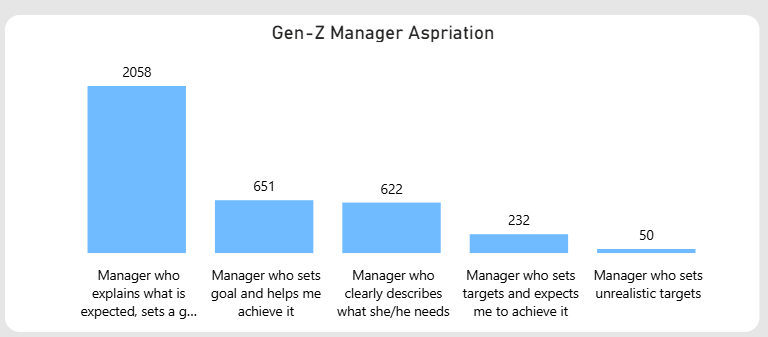 Gen-Z Manager Aspriation
2058
651
622
232
50
Manager who
explains what is
expected, sets a g...
Manager who sets
goal and helps me
achieve it
Manager who
clearly describes
what she/he needs
Manager who sets
targets and expects
me to achieve it
Manager who sets
unrealistic targets